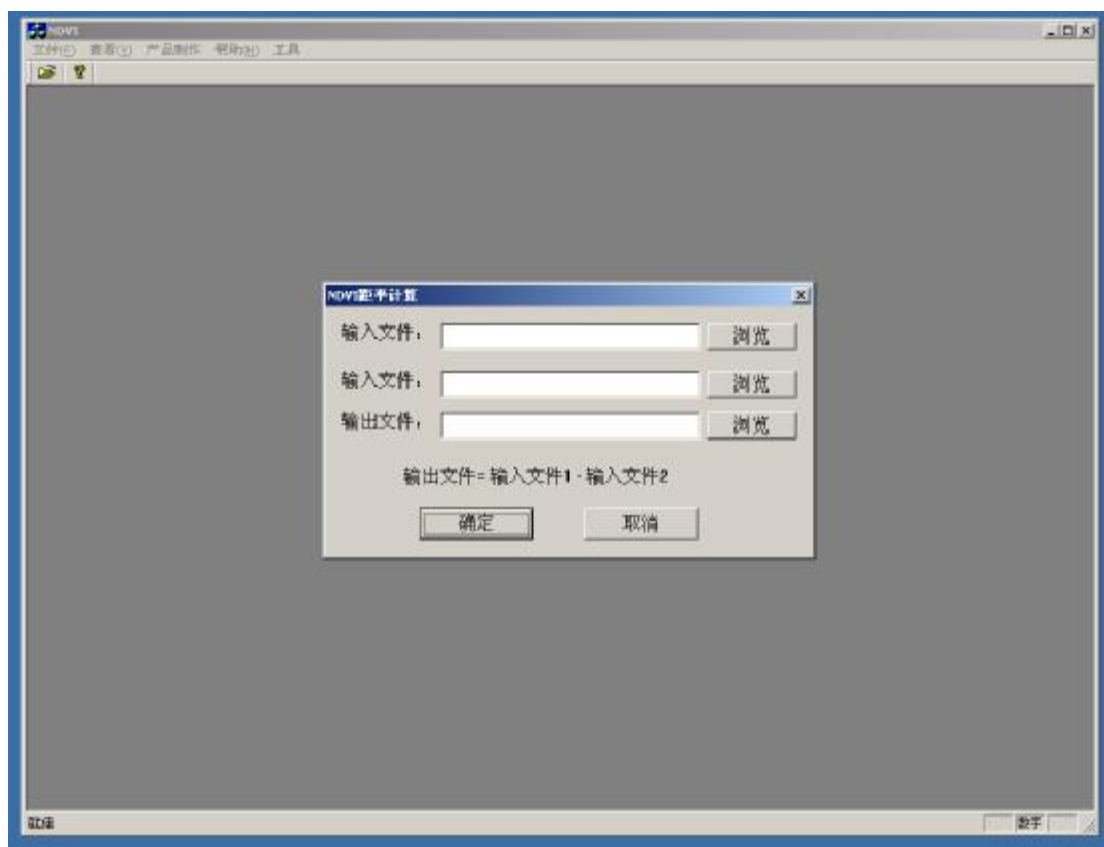 NDVI
文件(F) 查看(V) 产品制作 帮助(H) 工具
NDVI距平计算
输入文件： 浏览
输入文件： 浏览
输出文件： 浏览
输出文件= 输入文件1 - 输入文件2
确定 取消
就绪 数字